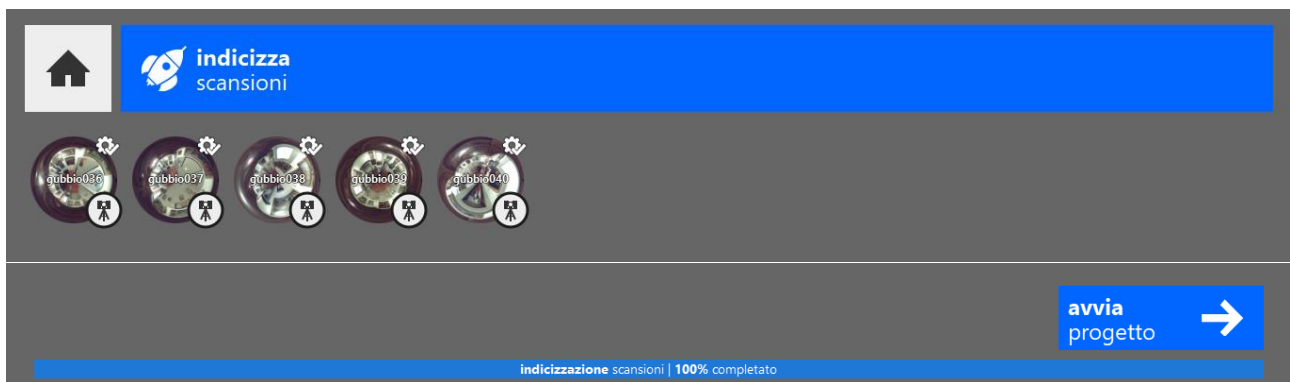 indicizza
scansioni
gubbio036
gubbio037
gubbio038
gubbio039
gubbio040
avvia
progetto
indicizzazione scansioni | 100% completato